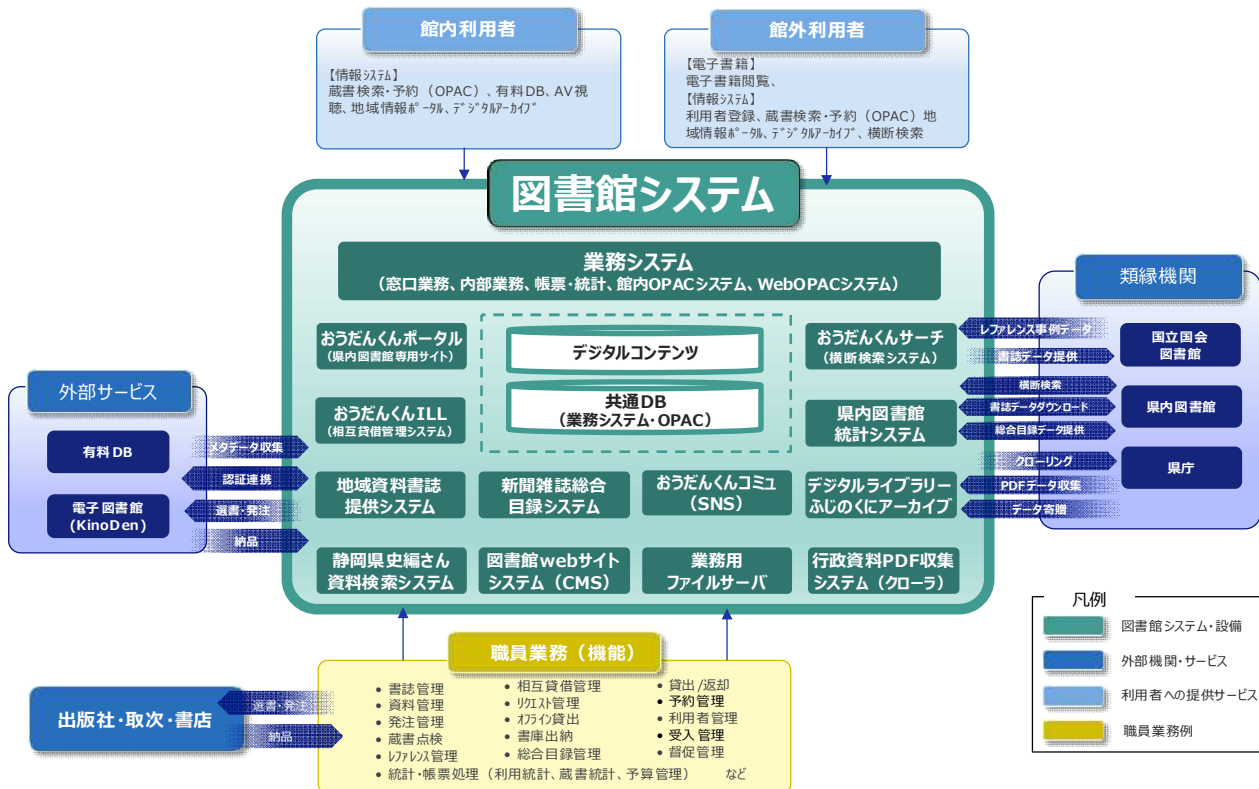 館内利用者
【情報ｼｽﾃﾑ】
蔵書検索・予約（OPAC）、有料DB、AV視
聴、地域情報ﾎﾟｰﾀﾙ、ﾃﾞｼﾞﾀﾙｱｰｶｲﾌﾞ
館外利用者
【電子書籍】
電子書籍閲覧、
【情報ｼｽﾃﾑ】
利用者登録、蔵書検索・予約（OPAC）地
域情報ﾎﾟｰﾀﾙ、ﾃﾞｼﾞﾀﾙｱｰｶｲﾌﾞ、横断検索
図書館システム
業務システム
（窓口業務、内部業務、帳票・統計、館内OPACシステム、WebOPACシステム）
おうだんくんポータル
（県内図書館専用サイト）
デジタルコンテンツ
おうだんくんサーチ
（横断検索システム）
おうだんくんILL
（相互貸借管理システム）
共通DB
（業務システム・OPAC）
県内図書館
統計システム
地域資料書誌
提供システム
新聞雑誌総合
目録システム
おうだんくんコミュ
（SNS）
デジタルライブラリー
ふじのくにアーカイブ
静岡県史編さん
資料検索システム
図書館webサイト
システム（CMS）
業務用
ファイルサーバ
行政資料PDF収集
システム（クローラ）
外部サービス
有料DB
電子図書館
（KinoDen）
メタデータ収集
認証連携
選書・発注
納品
類縁機関
国立国会
図書館
県内図書館
県庁
レファレンス事例データ
書誌データ提供
横断検索
書誌データダウンロード
総合目録データ提供
クローリング
PDFデータ収集
データ寄贈
職員業務（機能）
• 書誌管理
• 資料管理
• 発注管理
• 蔵書点検
• ﾚﾌｧﾚﾝｽ管理
• 統計・帳票処理（利用統計、蔵書統計、予算管理）　など
• 相互貸借管理
• ﾘｸｴｽﾄ管理
• ｵﾌﾗｲﾝ貸出
• 書庫出納
• 総合目録管理
• 貸出/返却
• 予約管理
• 利用者管理
• 受入管理
• 督促管理
出版社・取次・書店
選書・発注
納品
凡例
図書館システム・設備
外部機関・サービス
利用者への提供サービス
職員業務例